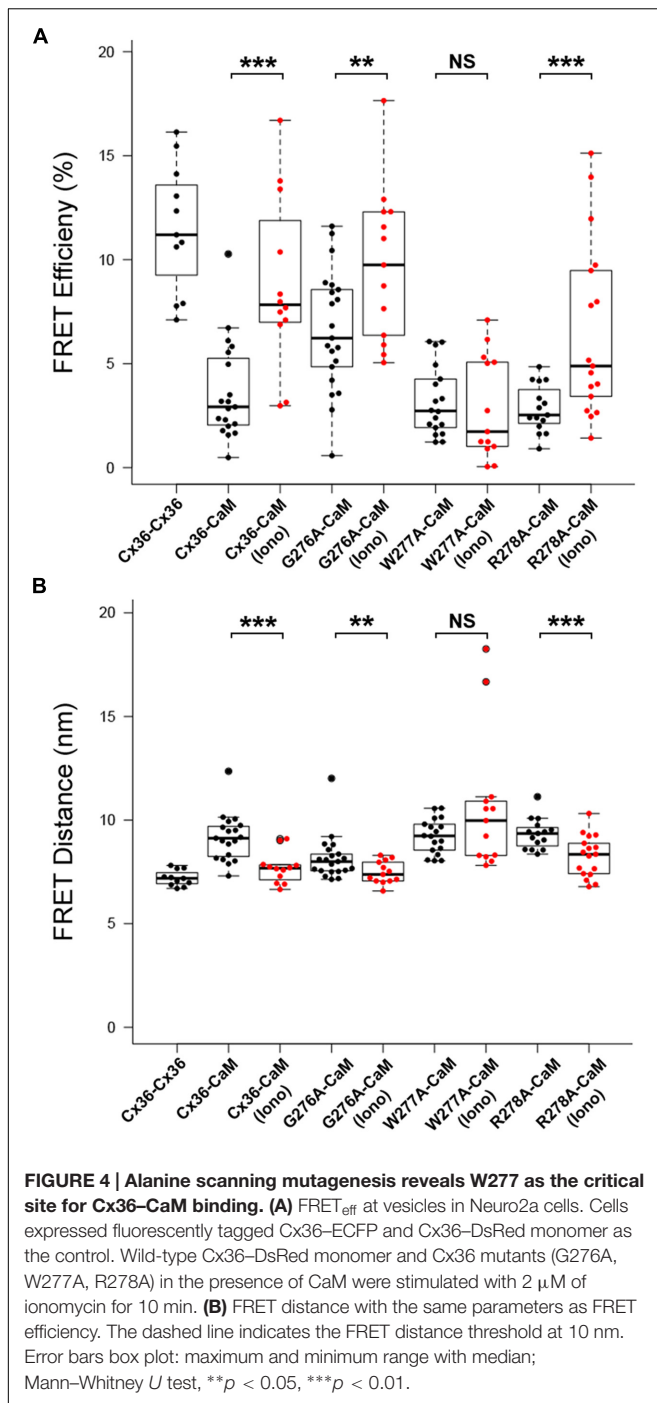 A
FRET Efficieny (%)
20
15
10
5
0
***
**
NS
***
Cx36-Cx36
Cx36-CaM
Cx36-CaM (Iono)
G276A-CaM
G276A-CaM (Iono)
W277A-CaM
W277A-CaM (Iono)
R278A-CaM
R278A-CaM (Iono)
B
FRET Distance (nm)
20
15
10
5
0
***
**
NS
***
Cx36-Cx36
Cx36-CaM
Cx36-CaM (Iono)
G276A-CaM
G276A-CaM (Iono)
W277A-CaM
W277A-CaM (Iono)
R278A-CaM
R278A-CaM (Iono)
FIGURE 4 | Alanine scanning mutagenesis reveals W277 as the critical
site for Cx36–CaM binding. (A) FRETeff at vesicles in Neuro2a cells. Cells
expressed fluorescently tagged Cx36–ECFP and Cx36–DsRed monomer as
the control. Wild-type Cx36–DsRed monomer and Cx36 mutants (G276A,
W277A, R278A) in the presence of CaM were stimulated with 2 μM of
ionomycin for 10 min. (B) FRET distance with the same parameters as FRET
efficiency. The dashed line indicates the FRET distance threshold at 10 nm.
Error bars box plot: maximum and minimum range with median;
Mann–Whitney U test, **p < 0.05, ***p < 0.01.